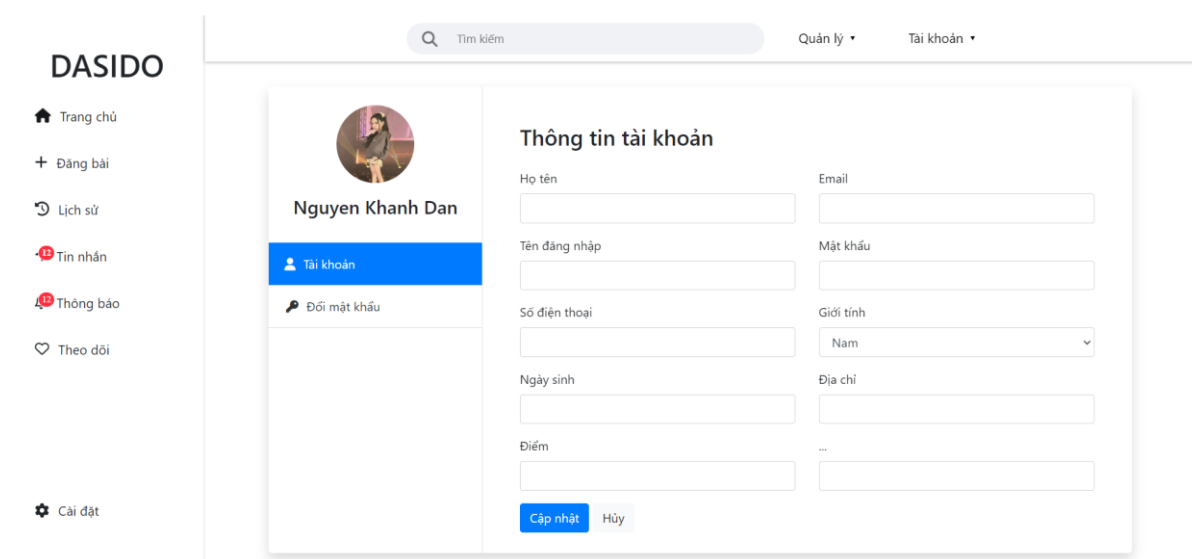 DASIDO
Trang chủ
Đăng bài
Lịch sử
12 Tin nhắn
12 Thông báo
Theo dõi
Cài đặt
Tìm kiếm
Quản lý
Tài khoản
Nguyen Khanh Dan
Tài khoản
Đổi mật khẩu
Thông tin tài khoản
Họ tên
Email
Tên đăng nhập
Mật khẩu
Số điện thoại
Giới tính
Nam
Ngày sinh
Địa chỉ
Điểm
...
Cập nhật
Hủy